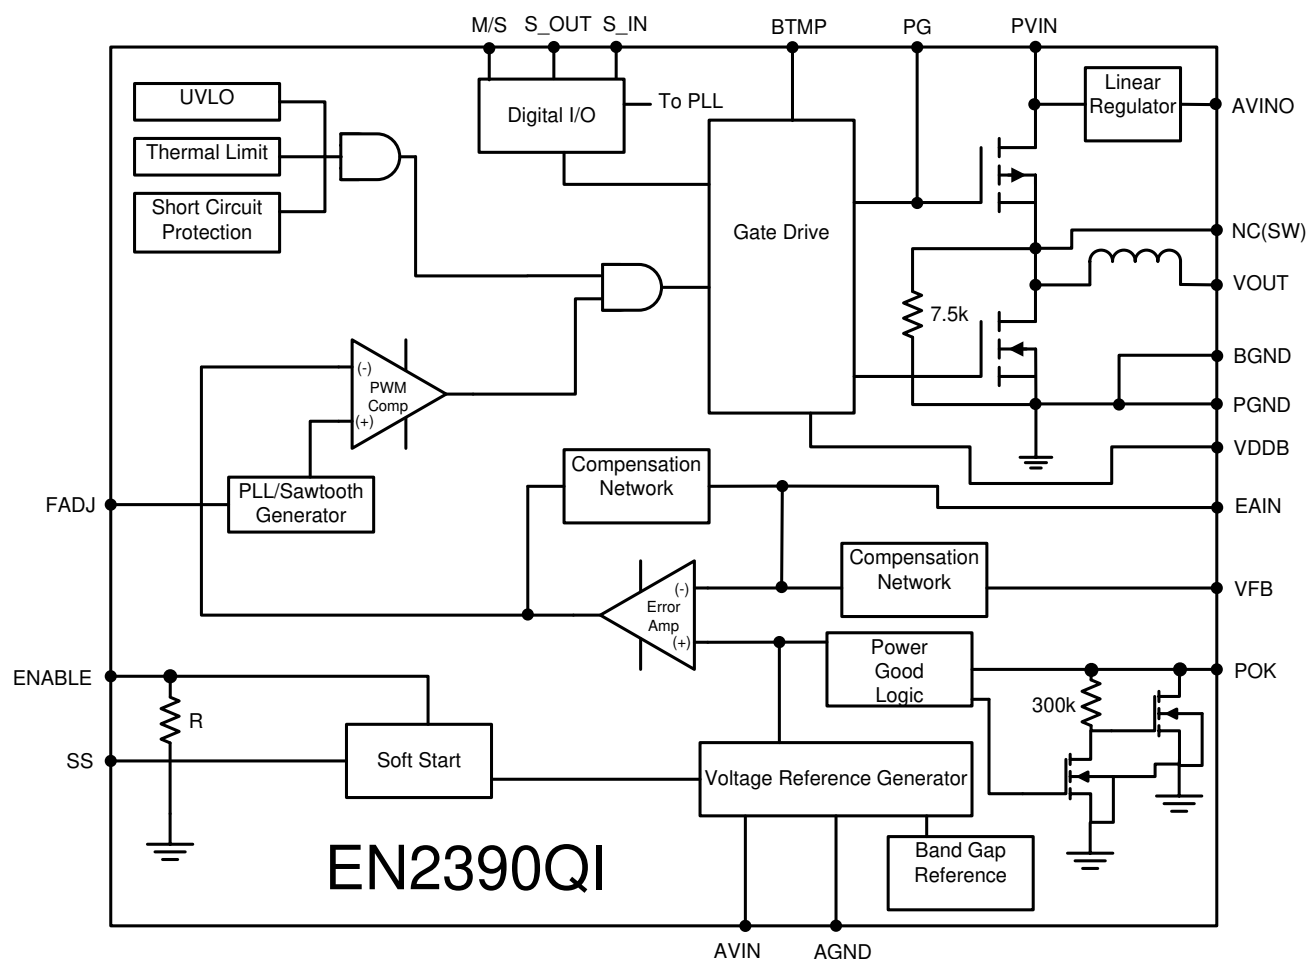 M/S
S_OUT
S_IN
BTMP
PG
PVIN
UVLO
Thermal Limit
Short Circuit
Protection
Digital I/O
To PLL
Linear
Regulator
AVINO
Gate Drive
NC(SW)
VOUT
7.5k
BGND
PGND
VDDB
(-)
PWM
Comp
(+)
Compensation
Network
FADJ
PLL/Sawtooth
Generator
EAIN
Compensation
Network
VFB
(-)
Error
Amp
(+)
Power
Good
Logic
ENABLE
POK
R
300k
SS
Soft Start
Voltage Reference Generator
Band Gap
Reference
EN2390QI
AVIN
AGND